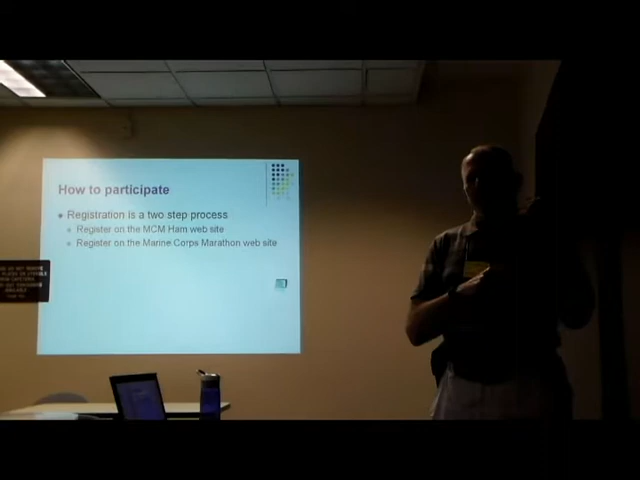 How to participate
Registration is a two step process
Register on the MCM Ham web site
Register on the Marine Corps Marathon web site